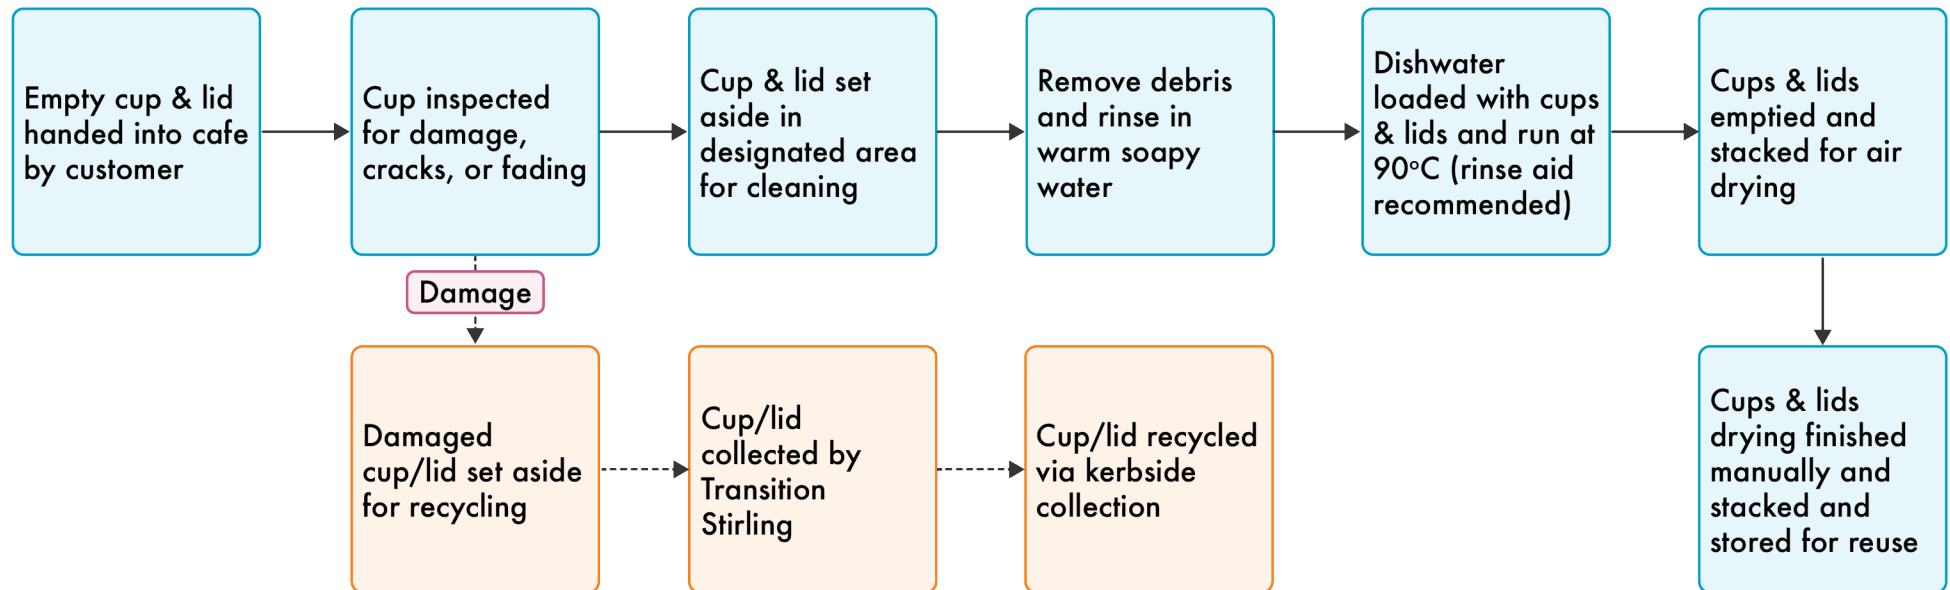 Empty cup & lid
handed into cafe
by customer
Cup inspected
for damage,
cracks, or fading
Cup & lid set
aside in
designated area
for cleaning
Remove debris
and rinse in
warm soapy
water
Dishwater
loaded with cups
& lids and run at
90°C (rinse aid
recommended)
Cups & lids
emptied and
stacked for air
drying
Damage
Damaged
cup/lid set aside
for recycling
Cup/lid
collected by
Transition
Stirling
Cup/lid recycled
via kerbside
collection
Cups & lids
drying finished
manually and
stacked and
stored for reuse